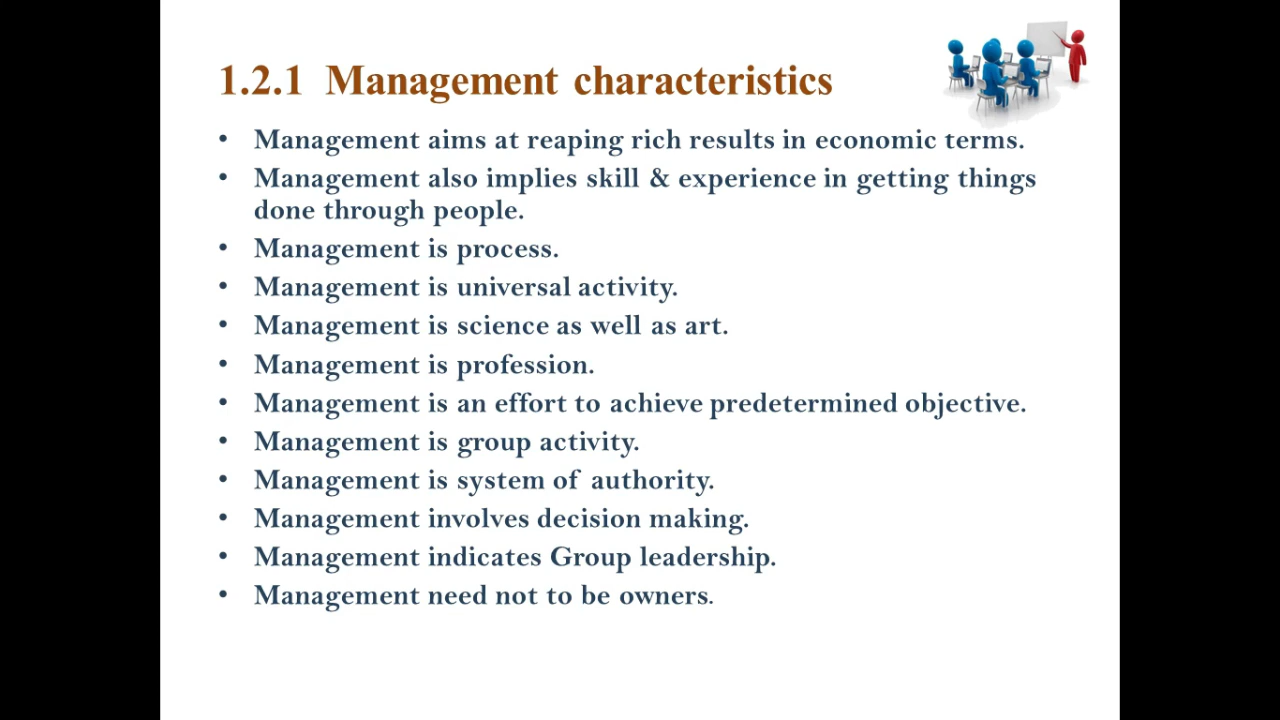 1.2.1 Management characteristics
• Management aims at reaping rich results in economic terms.
• Management also implies skill & experience in getting things
done through people.
• Management is process.
• Management is universal activity.
• Management is science as well as art.
• Management is profession.
• Management is an effort to achieve predetermined objective.
• Management is group activity.
• Management is system of authority.
• Management involves decision making.
• Management indicates Group leadership.
• Management need not to be owners.